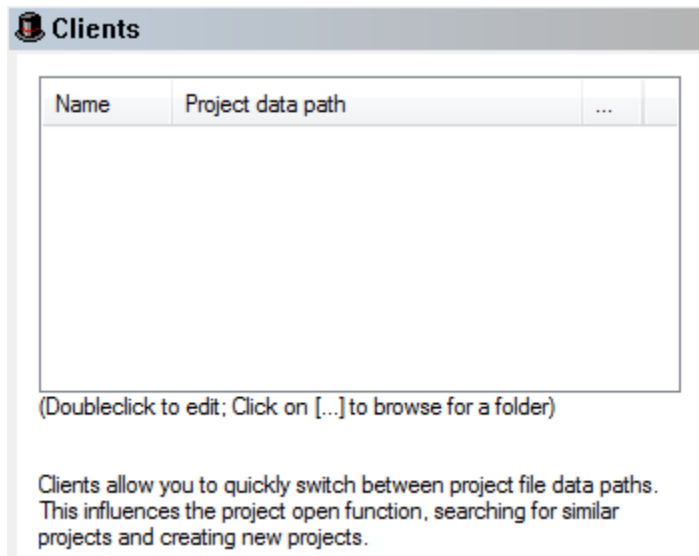 Clients
Name Project data path ...
(Doubleclick to edit; Click on [...] to browse for a folder)
Clients allow you to quickly switch between project file data paths.
This influences the project open function, searching for similar
projects and creating new projects.